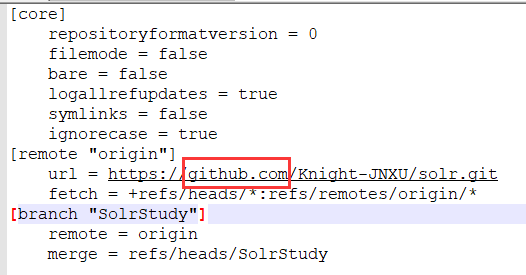 [core]
repositoryformatversion = 0
filemode = false
bare = false
logallrefupdates = true
symlinks = false
ignorecase = true
[remote "origin"]
url = https://github.com/Knight-JNXU/solr.git
fetch = +refs/heads/*:refs/remotes/origin/*
[branch "SolrStudy"]
remote = origin
merge = refs/heads/SolrStudy